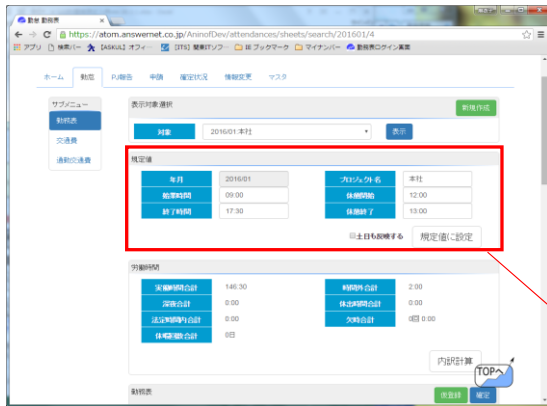 勤怠 勤務表
https://atom.answernet.co.jp/AninofDev/attendances/sheets/search/201601/4
アプリ 検索バー [ASKUL] オフィ… [ITS] 健保ITソフ… IE ブックマーク マイナンバー 勤務表ログイン画面
ホーム 勤怠 PJ報告 申請 確定状況 情報変更 マスタ
サブメニュー
勤務表
交通費
通勤交通費
表示対象選択 新規作成
対象 2016/01:本社 表示
規定値
年月 2016/01 プロジェクト名 本社
始業時間 09:00 休憩開始 12:00
終了時間 17:30 休憩終了 13:00
土日も反映する 規定値に設定
労働時間
実働時間合計 146:30 時間外合計 2:00
深夜合計 0:00 休出時間合計 0:00
法定時間内合計 0:00 欠時合計 0回 0:00
休暇回数合計 0日
内訳計算
TOPへ
勤務表 仮登録 確定